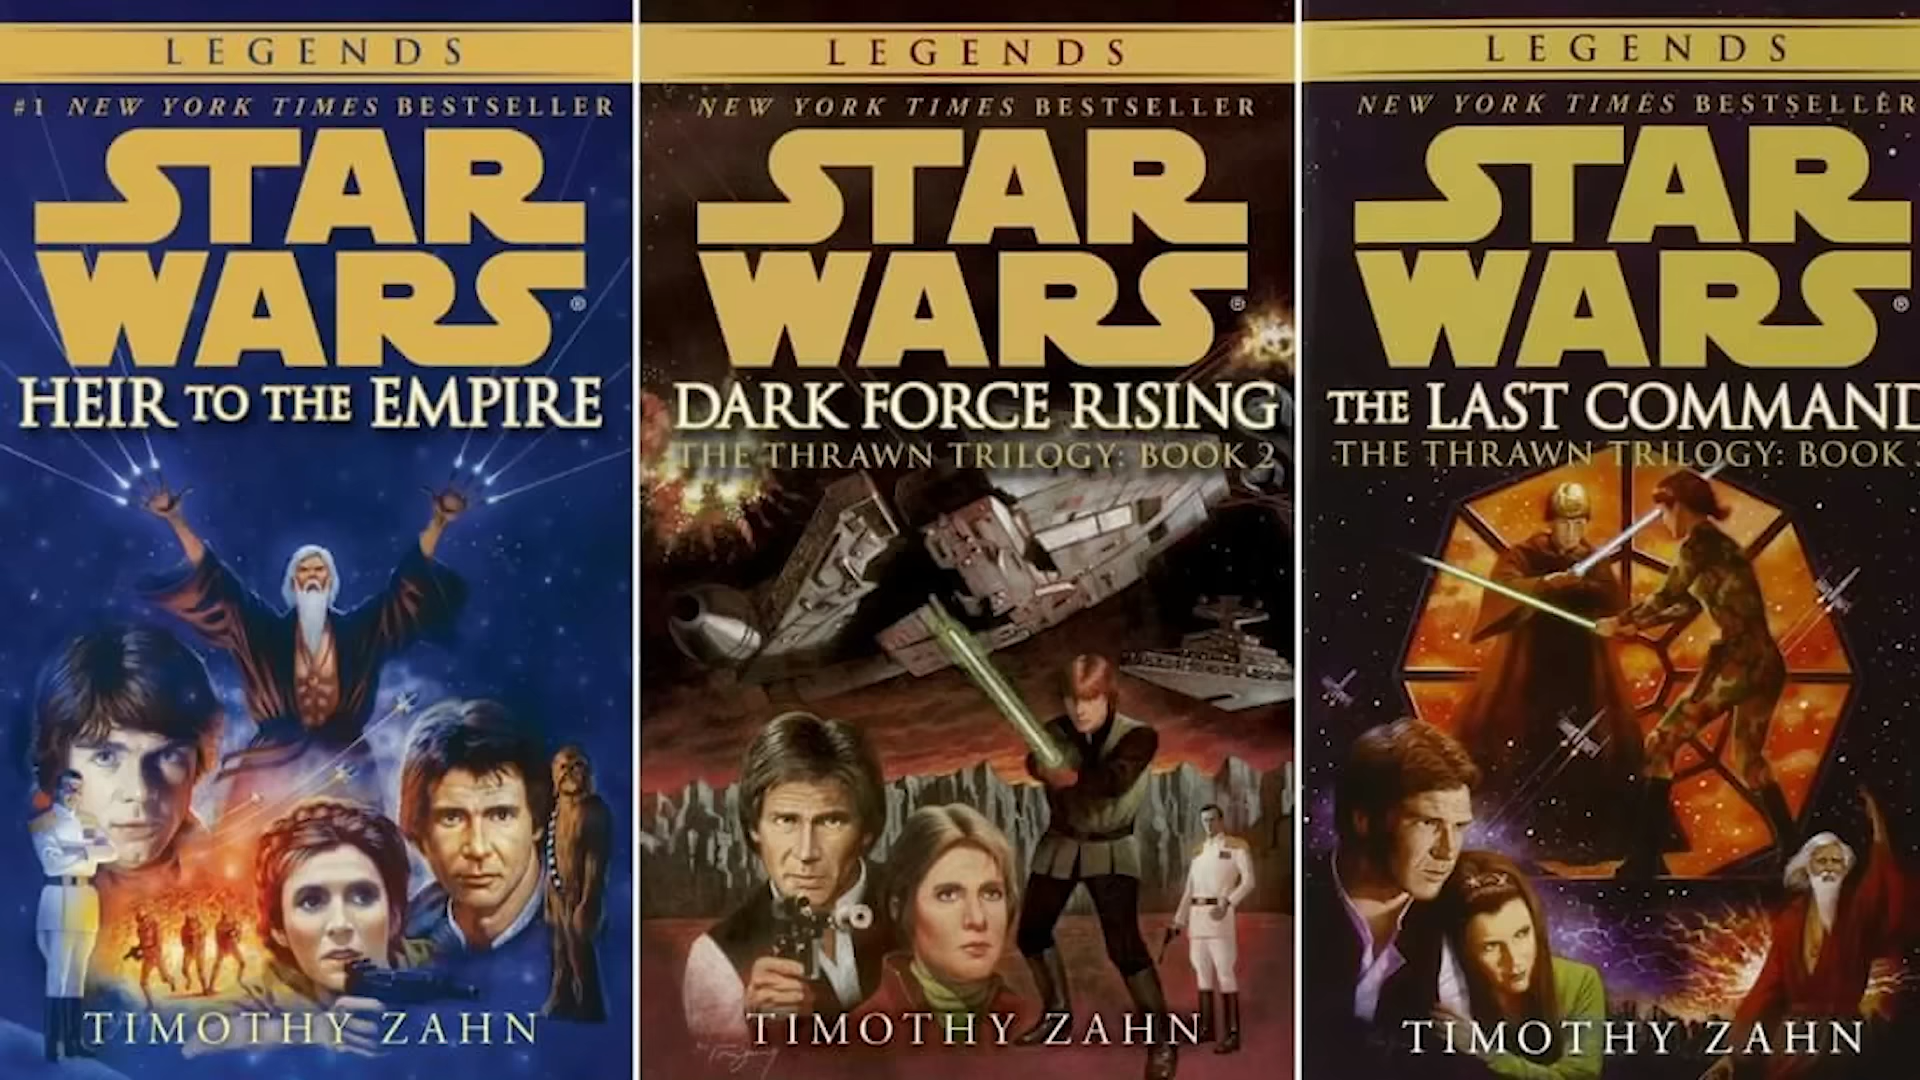 LEGENDS
#1 NEW YORK TIMES BESTSELLER
STAR
WARS®
HEIR TO THE EMPIRE
TIMOTHY ZAHN
LEGENDS
NEW YORK TIMES BESTSELLER
STAR
WARS®
DARK FORCE RISING
THE THRAWN TRILOGY: BOOK 2
TIMOTHY ZAHN
LEGENDS
NEW YORK TIMES BESTSELLER
STAR
WARS®
THE LAST COMMAND
THE THRAWN TRILOGY: BOOK
TIMOTHY ZAHN